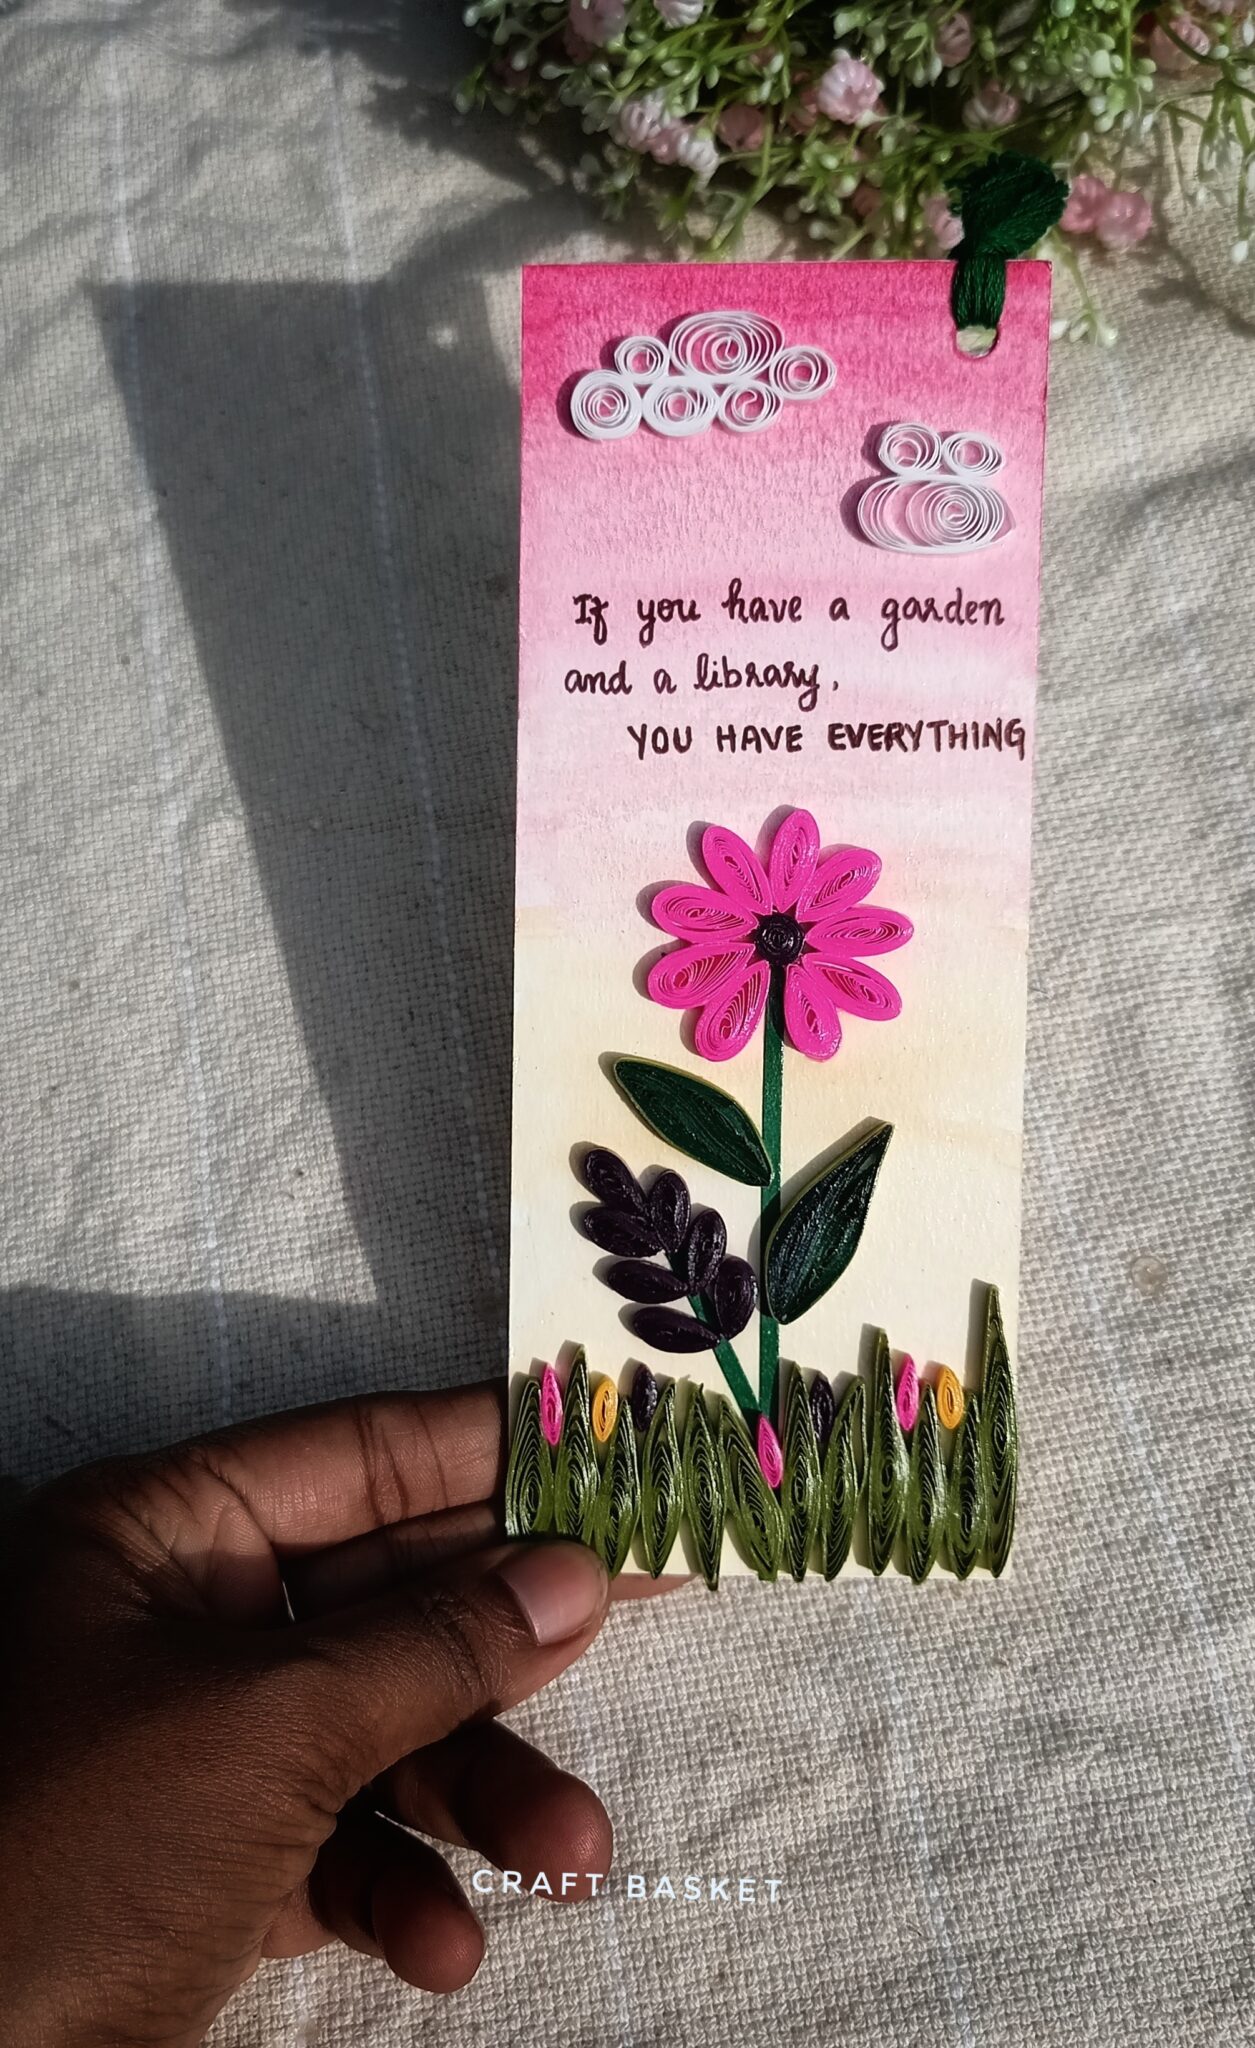 If you have a garden
and a library,
YOU HAVE EVERYTHING
CRAFT BASKET